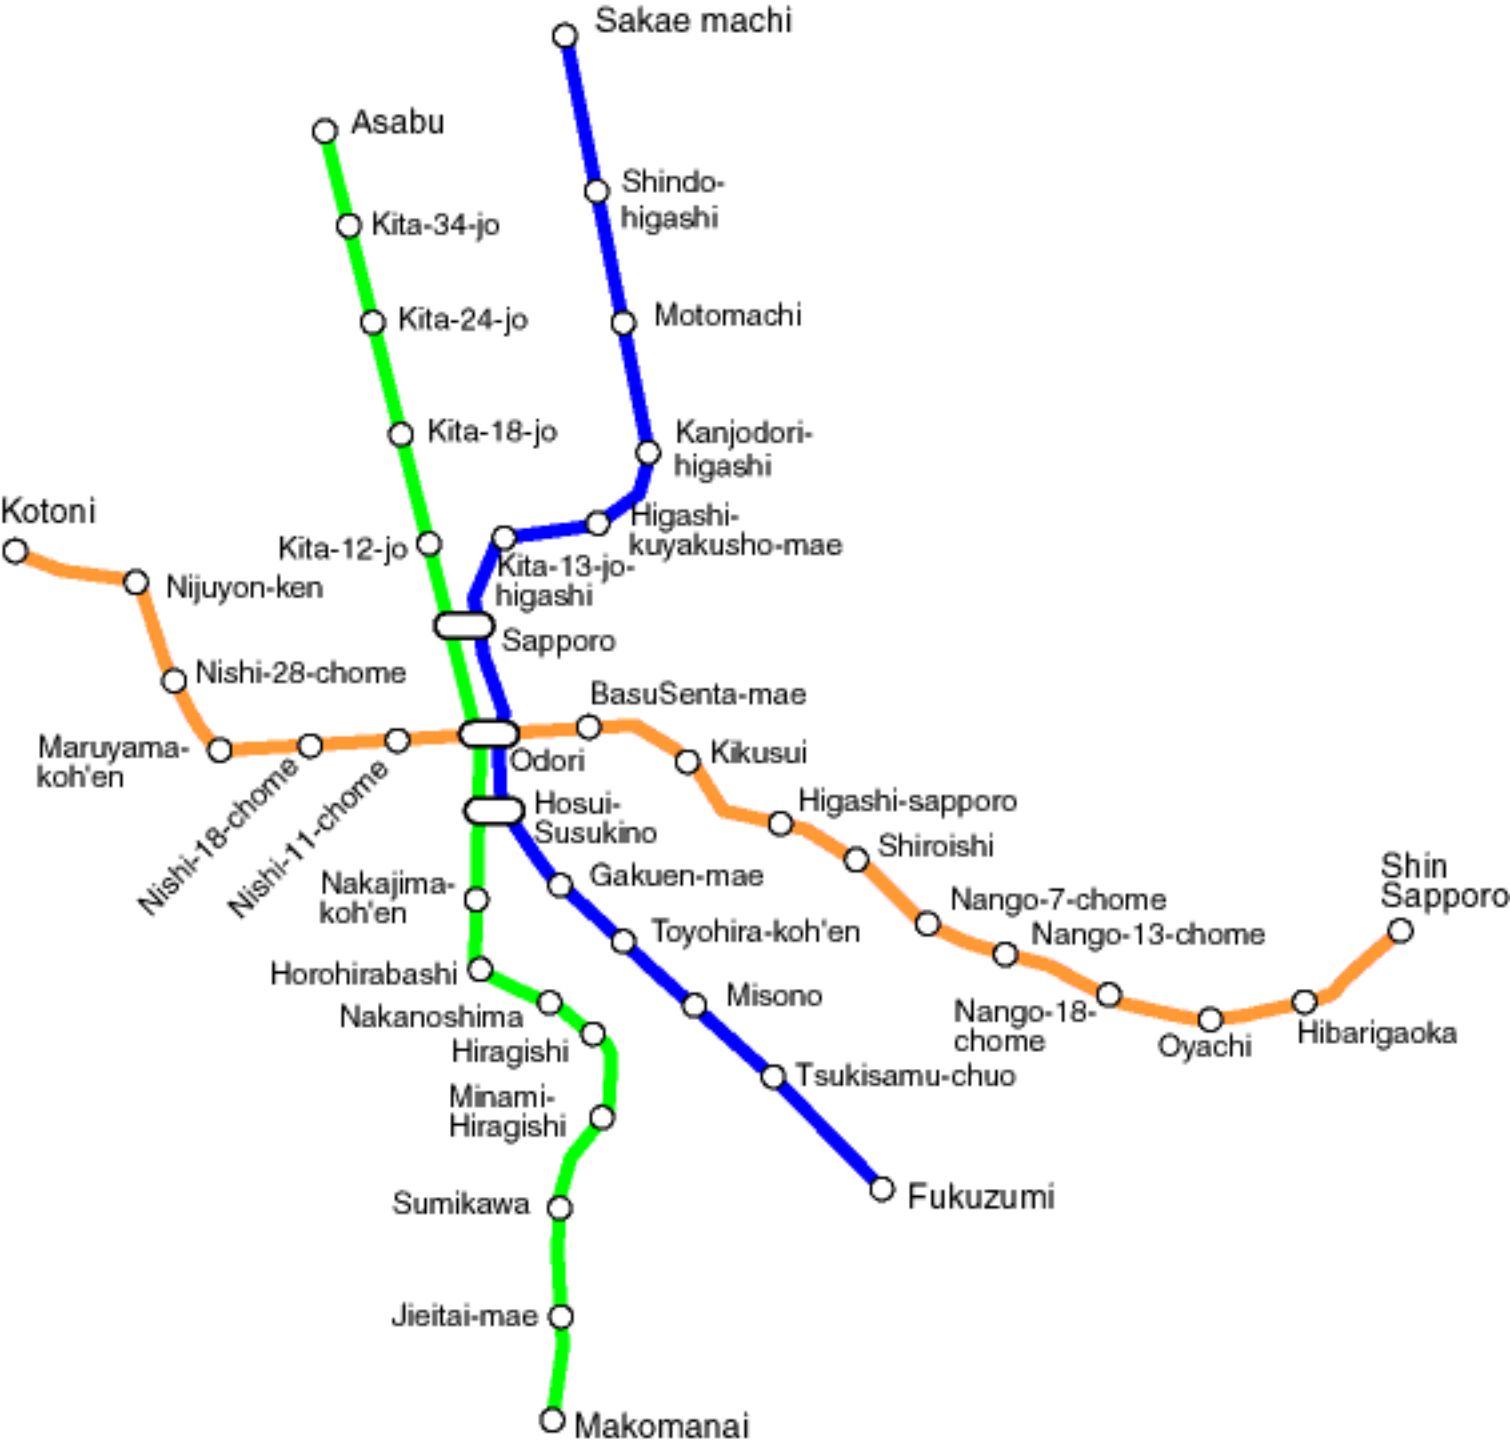 Sakae machi
Asabu
Shindo-
higashi
Kita-34-jo
Motomachi
Kita-24-jo
Kita-18-jo
Kanjodori-
higashi
Kotoni
Higashi-
kuyakusho-mae
Kita-12-jo
Kita-13-jo-
higashi
Nijuyon-ken
Sapporo
Nishi-28-chome
BasuSenta-mae
Maruyama-
koh'en
Odori
Kikusui
Nishi-18-chome
Nishi-11-chome
Hosui-
Susukino
Higashi-sapporo
Shiroishi
Shin
Sapporo
Nakajima-
koh'en
Gakuen-mae
Nango-7-chome
Toyohira-koh'en
Nango-13-chome
Horohirabashi
Misono
Nakanoshima
Nango-18-
chome
Oyachi
Hibarigaoka
Hiragishi
Tsukisamu-chuo
Minami-
Hiragishi
Sumikawa
Fukuzumi
Jieitai-mae
Makomanai